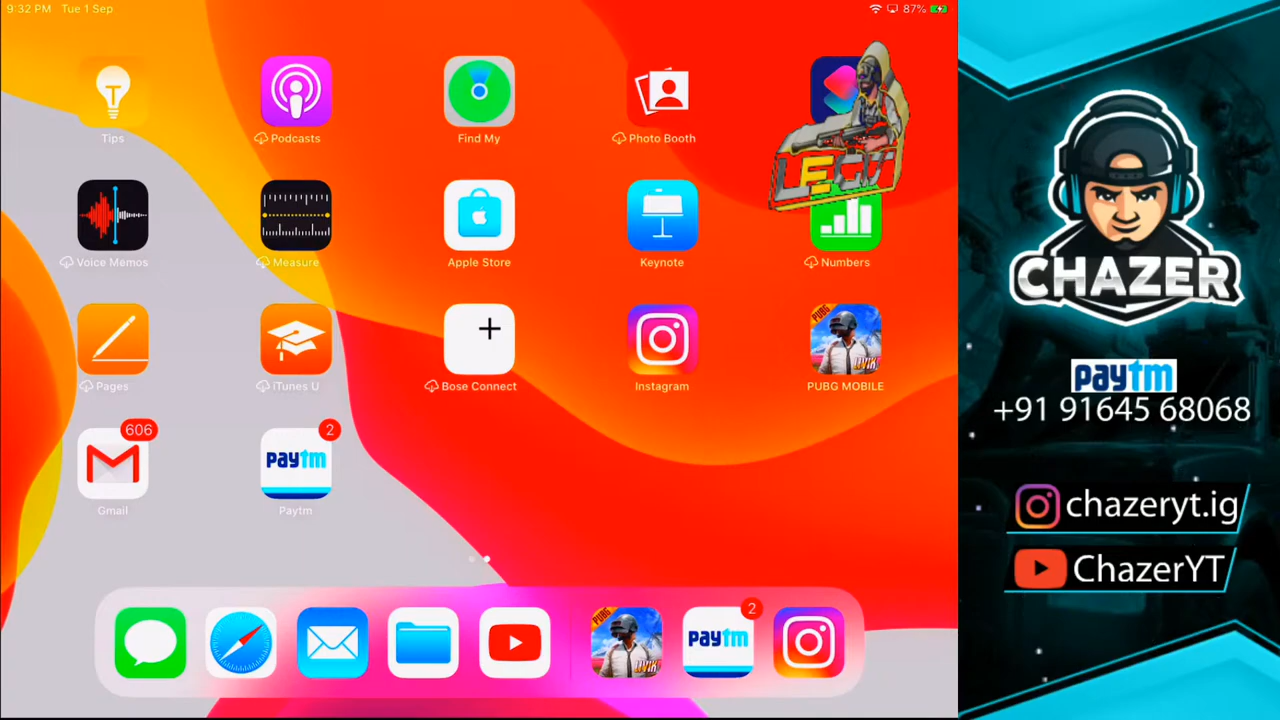 9:32 PM Tue 1 Sep
87%
Tips
Podcasts
Find My
Photo Booth
Voice Memos
Measure
Apple Store
Keynote
Numbers
Pages
iTunes U
Bose Connect
Instagram
PUBG
PUBG MOBILE
606
Gmail
2
paytm
Paytm
PUBG
2
paytm
CHAZER
paytm
+91 91645 68068
chazeryt.ig
ChazerYT